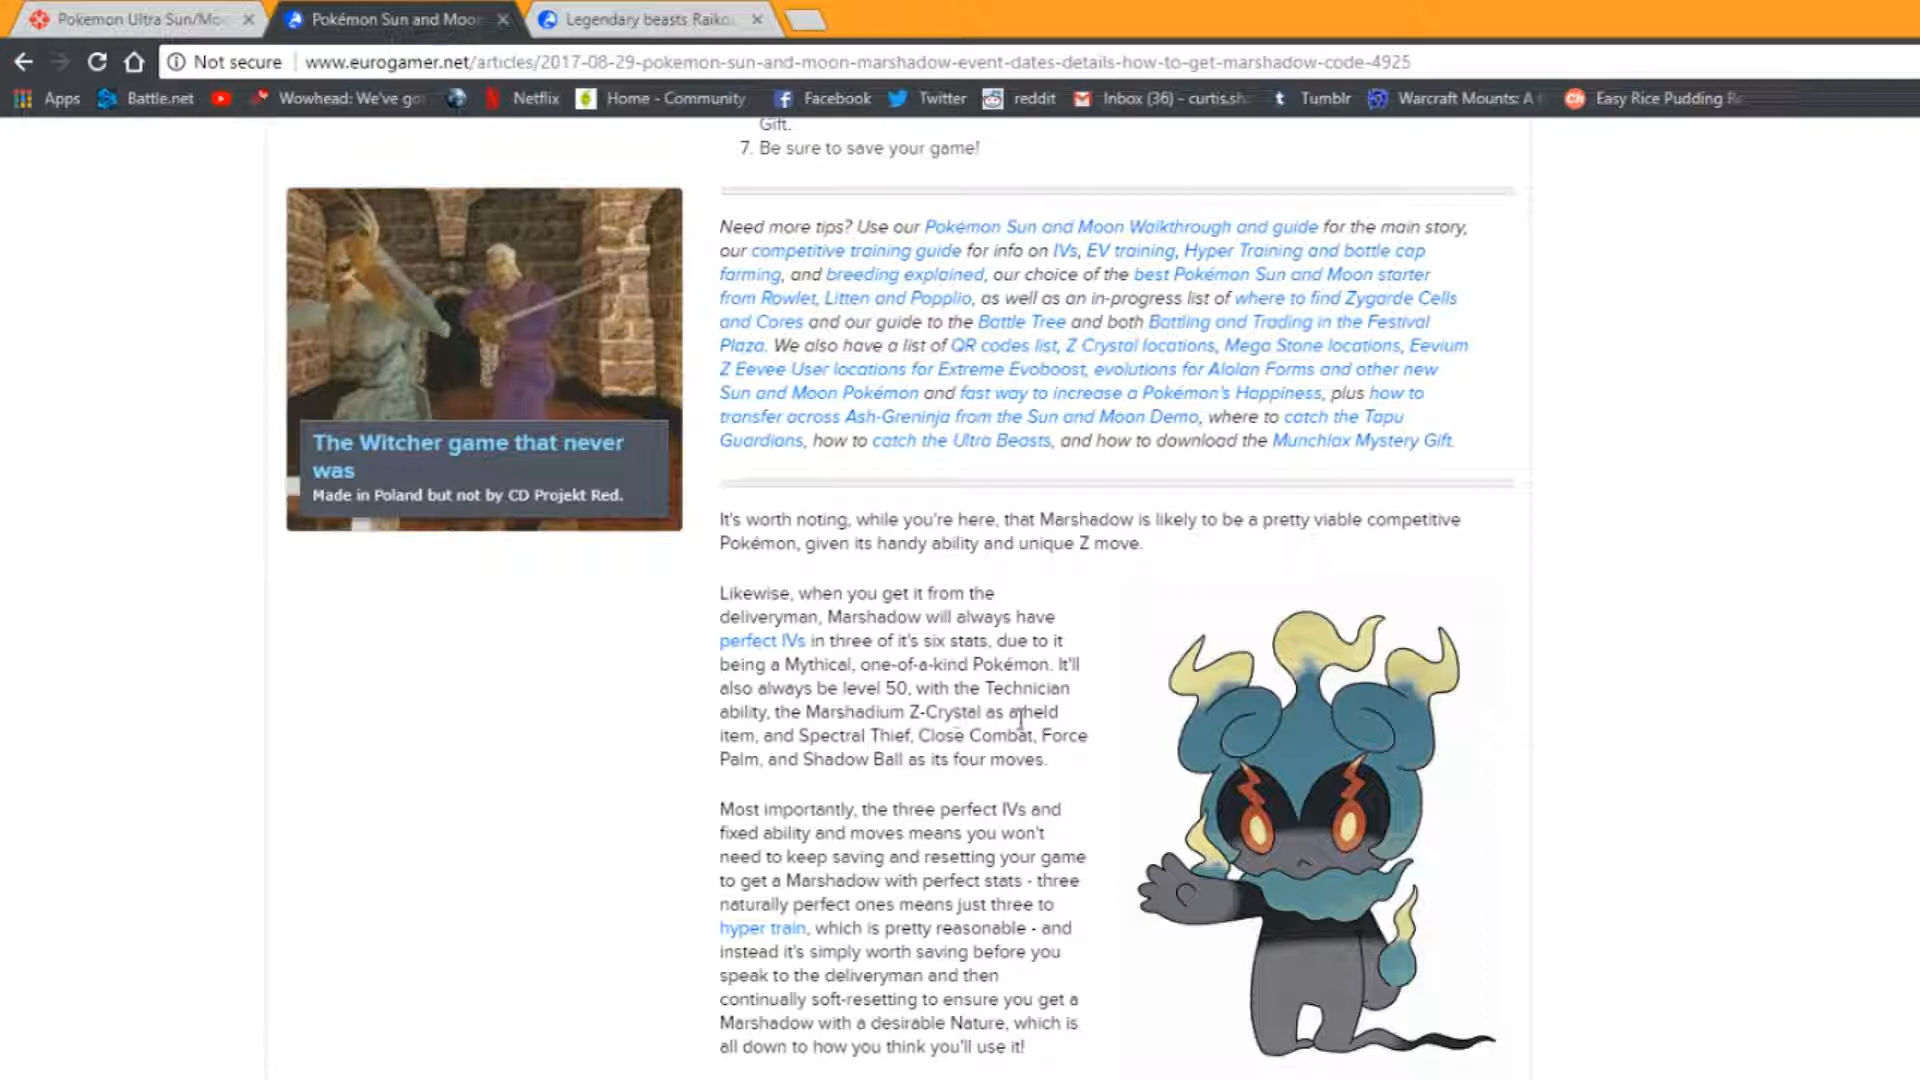 Pokemon Ultra Sun/Mo
Pokémon Sun and Moo
Legendary beasts Raiko
Not secure
www.eurogamer.net/articles/2017-08-29-pokemon-sun-and-moon-marshadow-event-dates-details-how-to-get-marshadow-code-4925
Apps
Battle.net
Wowhead: We've go
Netflix
Home - Community
Facebook
Twitter
reddit
Inbox (36) - curtis.sh
Tumblr
Warcraft Mounts: A
Easy Rice Pudding Re
Gift.
7. Be sure to save your game!
The Witcher game that never
was
Made in Poland but not by CD Projekt Red.
Need more tips? Use our Pokémon Sun and Moon Walkthrough and guide for the main story,
our competitive training guide for info on IVs, EV training, Hyper Training and bottle cap
farming, and breeding explained, our choice of the best Pokémon Sun and Moon starter
from Rowlet, Litten and Popplio, as well as an in-progress list of where to find Zygarde Cells
and Cores and our guide to the Battle Tree and both Battling and Trading in the Festival
Plaza. We also have a list of QR codes list, Z Crystal locations, Mega Stone locations, Eevium
Z Eevee User locations for Extreme Evoboost, evolutions for Alolan Forms and other new
Sun and Moon Pokémon and fast way to increase a Pokémon's Happiness, plus how to
transfer across Ash-Greninja from the Sun and Moon Demo, where to catch the Tapu
Guardians, how to catch the Ultra Beasts, and how to download the Munchlax Mystery Gift.
It's worth noting, while you're here, that Marshadow is likely to be a pretty viable competitive
Pokémon, given its handy ability and unique Z move.
Likewise, when you get it from the
deliveryman, Marshadow will always have
perfect IVs in three of it's six stats, due to it
being a Mythical, one-of-a-kind Pokémon. It'll
also always be level 50, with the Technician
ability, the Marshadium Z-Crystal as a held
item, and Spectral Thief, Close Combat, Force
Palm, and Shadow Ball as its four moves.
Most importantly, the three perfect IVs and
fixed ability and moves means you won't
need to keep saving and resetting your game
to get a Marshadow with perfect stats - three
naturally perfect ones means just three to
hyper train, which is pretty reasonable - and
instead it's simply worth saving before you
speak to the deliveryman and then
continually soft-resetting to ensure you get a
Marshadow with a desirable Nature, which is
all down to how you think you'll use it!